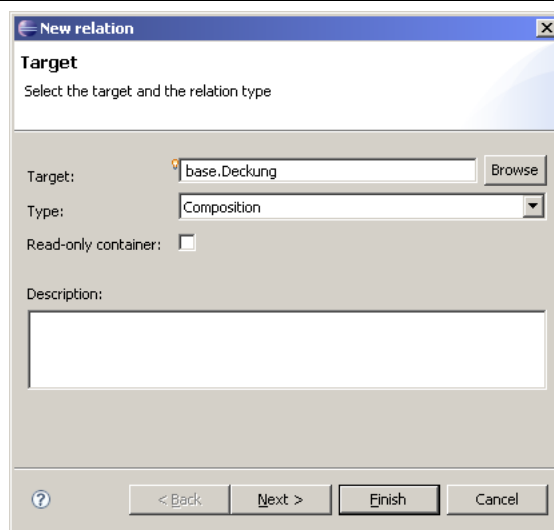 New relation
Target
Select the target and the relation type
Target: base.Deckung Browse
Type: Composition
Read-only container:
Description:
< Back Next > Finish Cancel